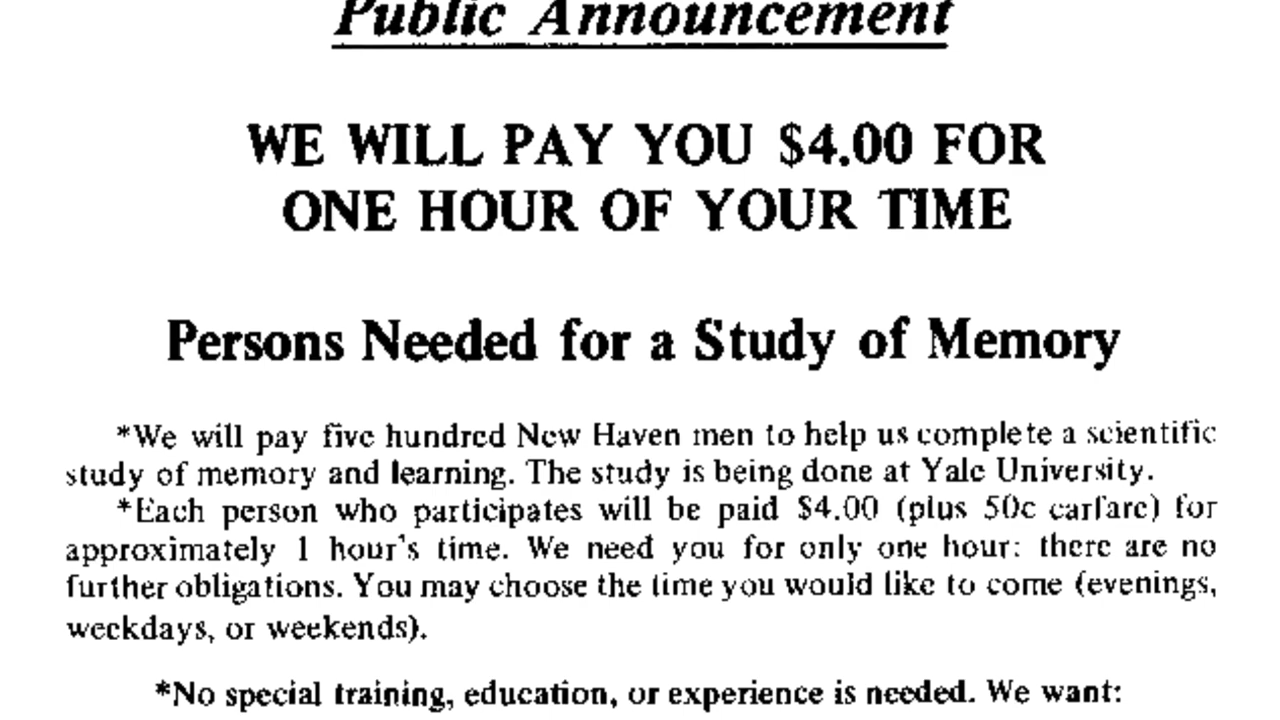 Public Announcement
WE WILL PAY YOU $4.00 FOR
ONE HOUR OF YOUR TIME
Persons Needed for a Study of Memory
*We will pay five hundred New Haven men to help us complete a scientific
study of memory and learning. The study is being done at Yale University.
*Each person who participates will be paid $4.00 (plus 50c carfare) for
approximately 1 hour's time. We need you for only one hour: there are no
further obligations. You may choose the time you would like to come (evenings,
weekdays, or weekends).
*No special training, education, or experience is needed. We want: